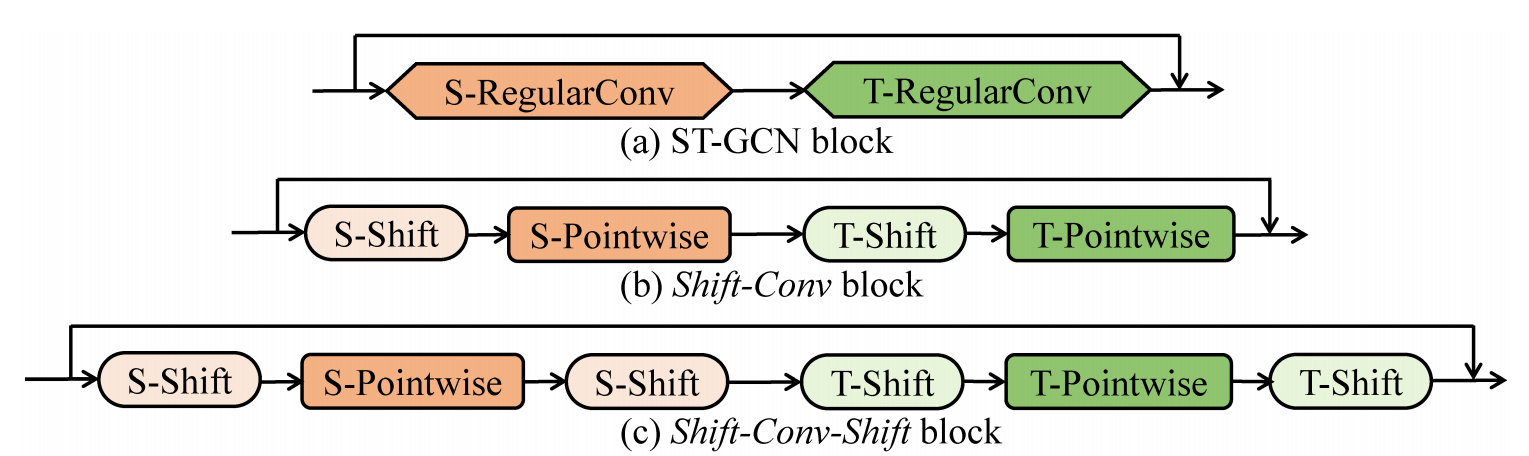 S-RegularConv T-RegularConv
(a) ST-GCN block
S-Shift S-Pointwise T-Shift T-Pointwise
(b) Shift-Conv block
S-Shift S-Pointwise S-Shift T-Shift T-Pointwise T-Shift
(c) Shift-Conv-Shift block